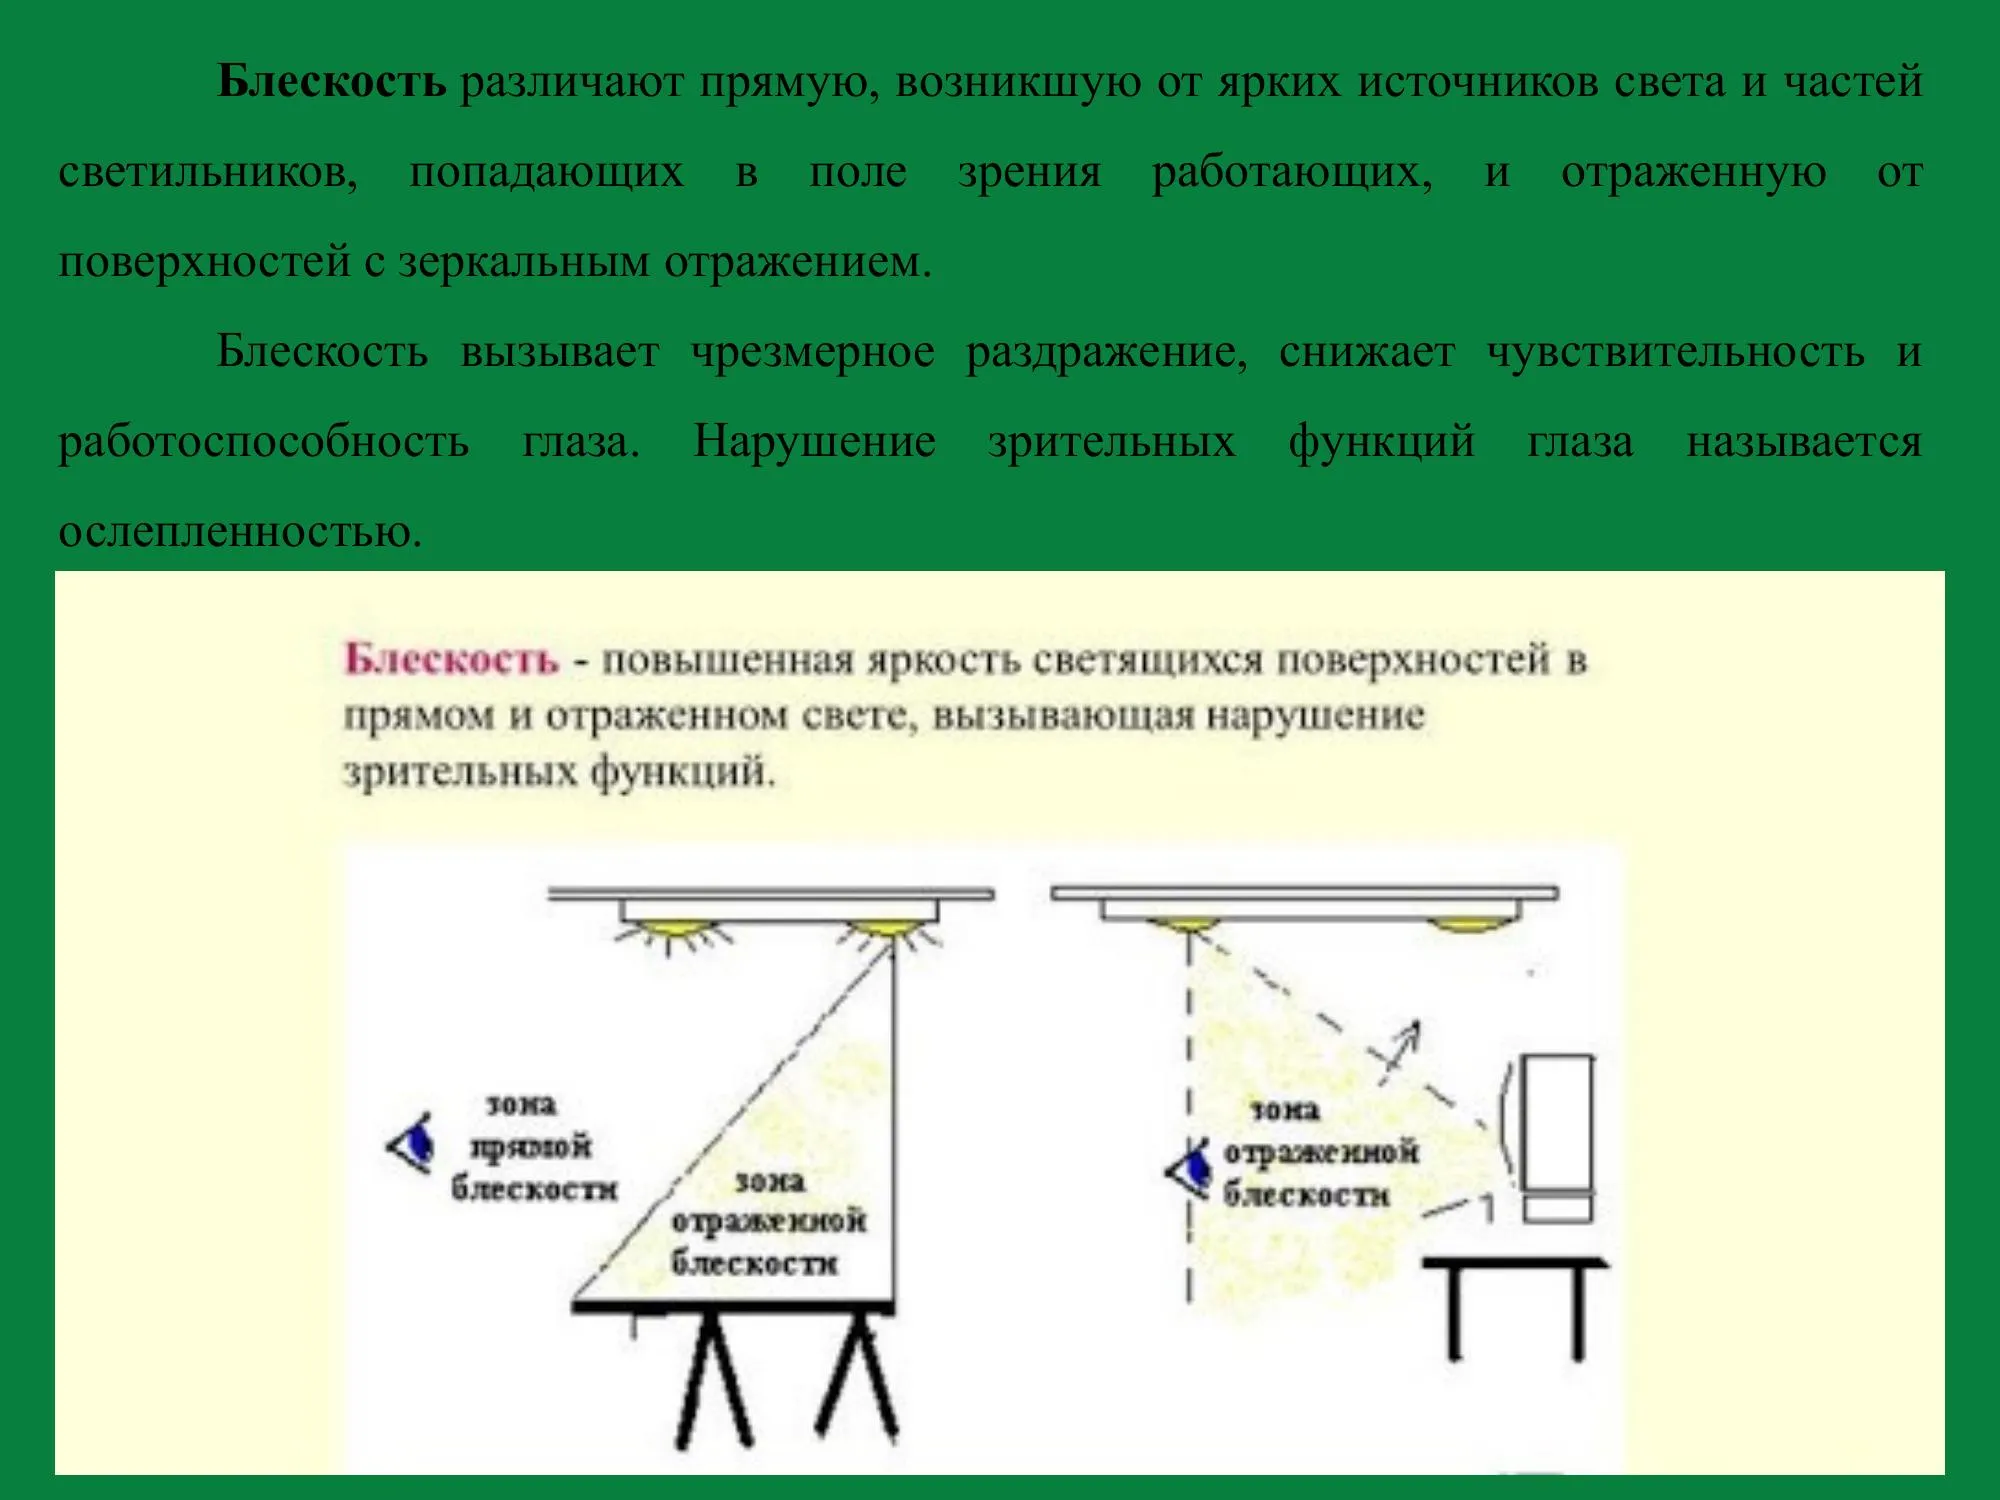 Блескость различают прямую, возникшую от ярких источников света и частей
светильников, попадающих в поле зрения работающих, и отраженную от
поверхностей с зеркальным отражением.
Блескость вызывает чрезмерное раздражение, снижает чувствительность и
работоспособность глаза. Нарушение зрительных функций глаза называется
ослепленностью.
Блескость - повышенная яркость светящихся поверхностей в
прямом и отраженном свете, вызывающая нарушение
зрительных функций.
зона
прямой
блескости
зона
отраженной
блескости
зона
отраженной
блескости